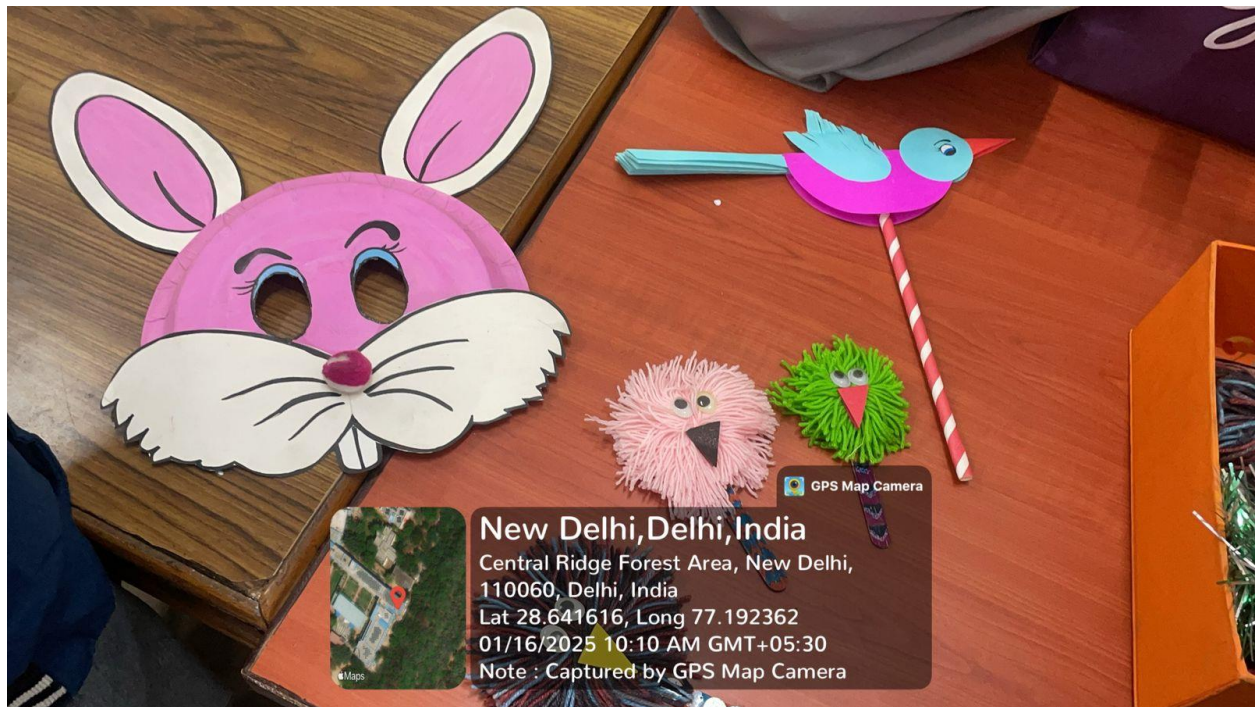 GPS Map Camera
New Delhi,Delhi,India
Central Ridge Forest Area, New Delhi,
110060, Delhi, India
Lat 28.641616, Long 77.192362
01/16/2025 10:10 AM GMT+05:30
Note : Captured by GPS Map Camera
Maps